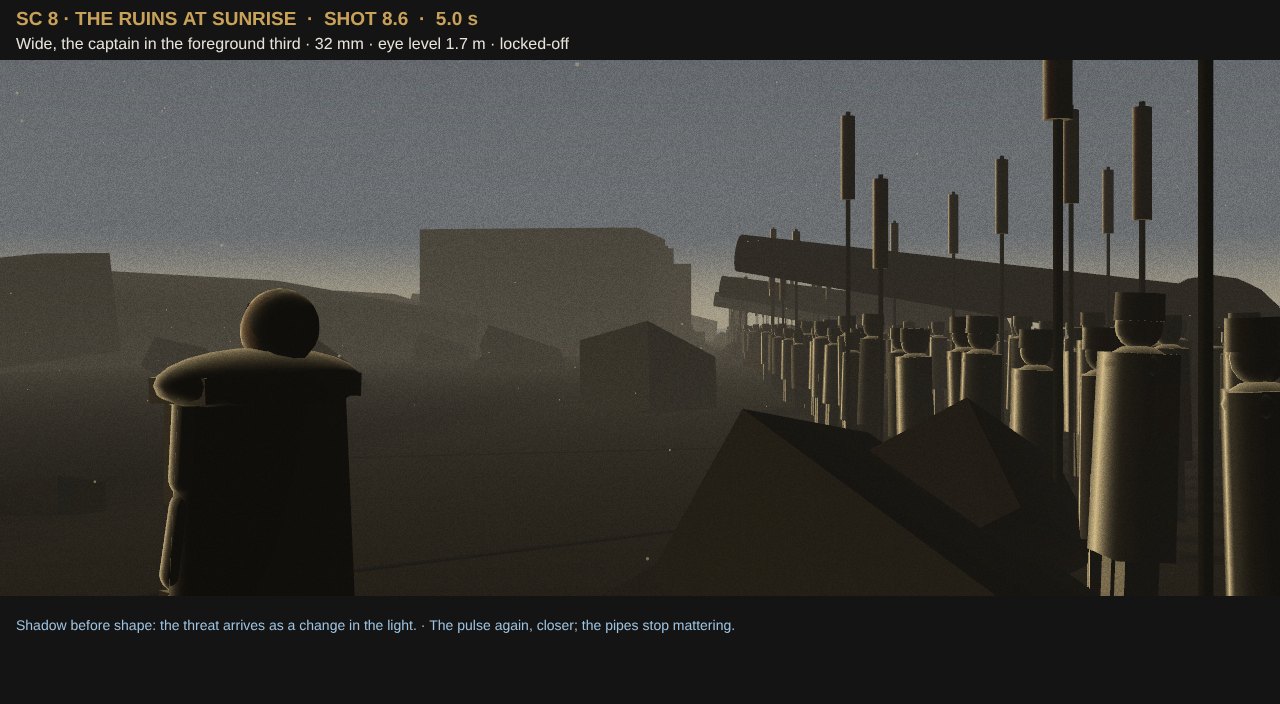 SC 8 · THE RUINS AT SUNRISE · SHOT 8.6 · 5.0 s
Wide, the captain in the foreground third · 32 mm · eye level 1.7 m · locked-off
Shadow before shape: the threat arrives as a change in the light. · The pulse again, closer; the pipes stop mattering.